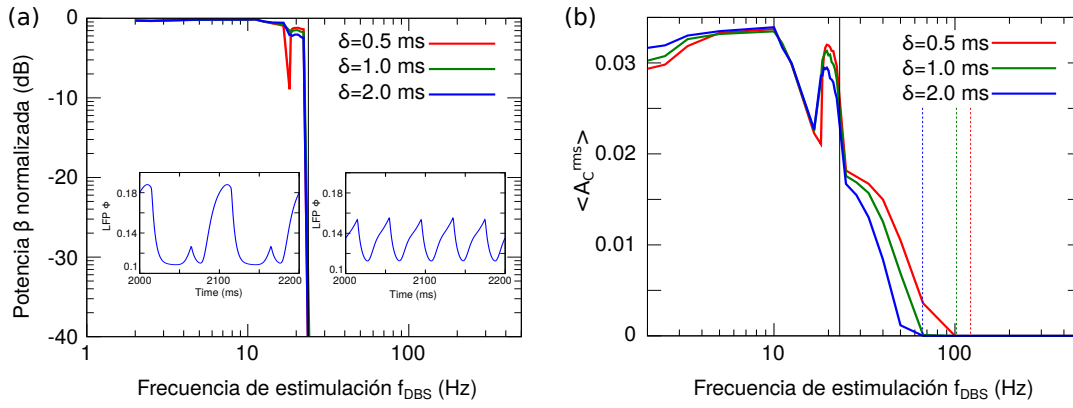 (a)
Potencia β normalizada (dB)
0
-10
-20
-30
-40
δ=0.5 ms
δ=1.0 ms
δ=2.0 ms
LFP Φ
0.18
0.14
0.1
2000
2100
2200
Time (ms)
LFP Φ
0.18
0.14
0.1
2000
2100
2200
Time (ms)
1
10
100
Frecuencia de estimulación f_DBS (Hz)
(b)
<A_C^rms>
0.03
0.02
0.01
0
δ=0.5 ms
δ=1.0 ms
δ=2.0 ms
10
100
Frecuencia de estimulación f_DBS (Hz)